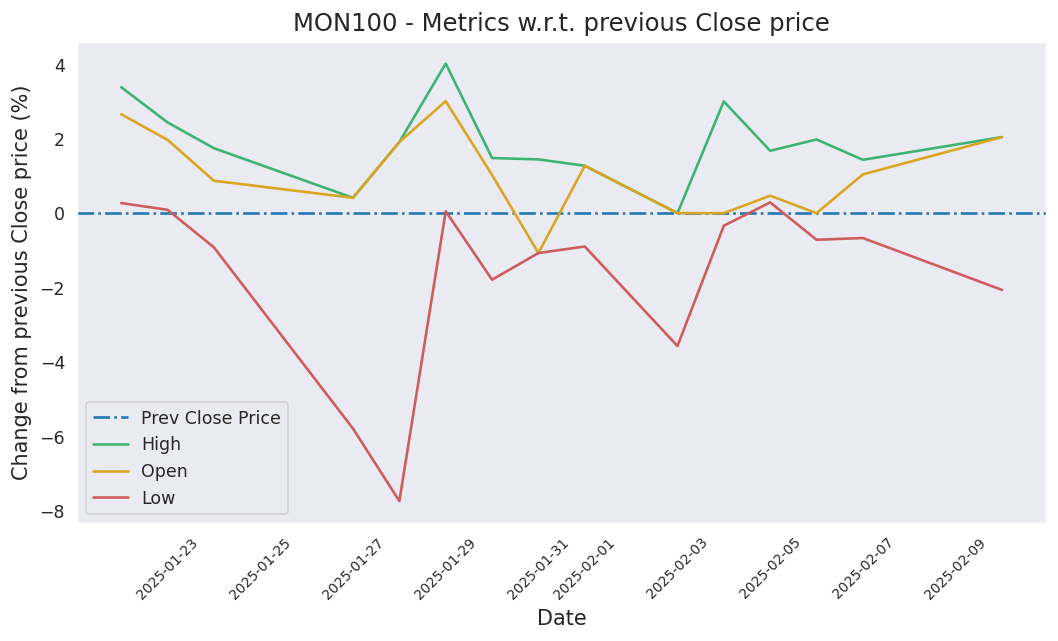 MON100 - Metrics w.r.t. previous Close price
Change from previous Close price (%)
4
2
0
−2
−4
−6
−8
Prev Close Price
High
Open
Low
2025-01-23
2025-01-25
2025-01-27
2025-01-29
2025-01-31
2025-02-01
2025-02-03
2025-02-05
2025-02-07
2025-02-09
Date